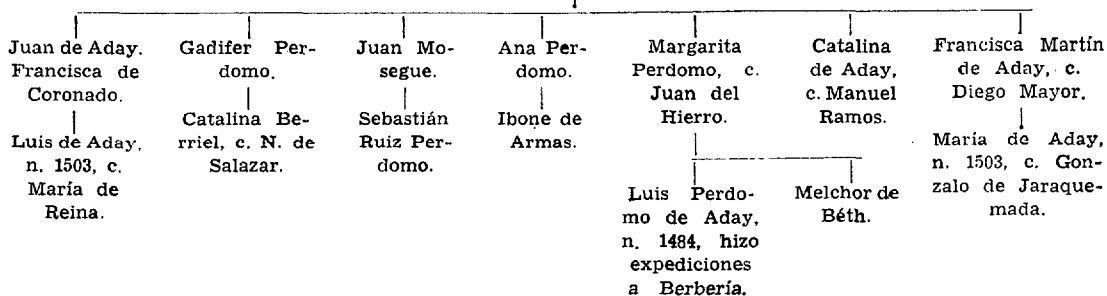 Juan de Aday.
Francisca de
Coronado.
Luis de Aday,
n. 1503, c.
María de
Reina.
Gadifer Per-
domo.
Catalina Be-
rriel, c. N. de
Salazar.
Juan Mo-
segue.
Sebastián
Ruiz Per-
domo.
Ana Per-
domo.
Ibone de
Armas.
Margarita
Perdomo, c.
Juan del
Hierro.
Luis Perdo-
mo de Aday,
n. 1484, hizo
expediciones
a Berbería.
Melchor de
Béth.
Catalina
de Aday,
c. Manuel
Ramos.
Francisca Martín
de Aday, c.
Diego Mayor.
María de Aday,
n. 1503, c. Gon-
zalo de Jaraque-
mada.